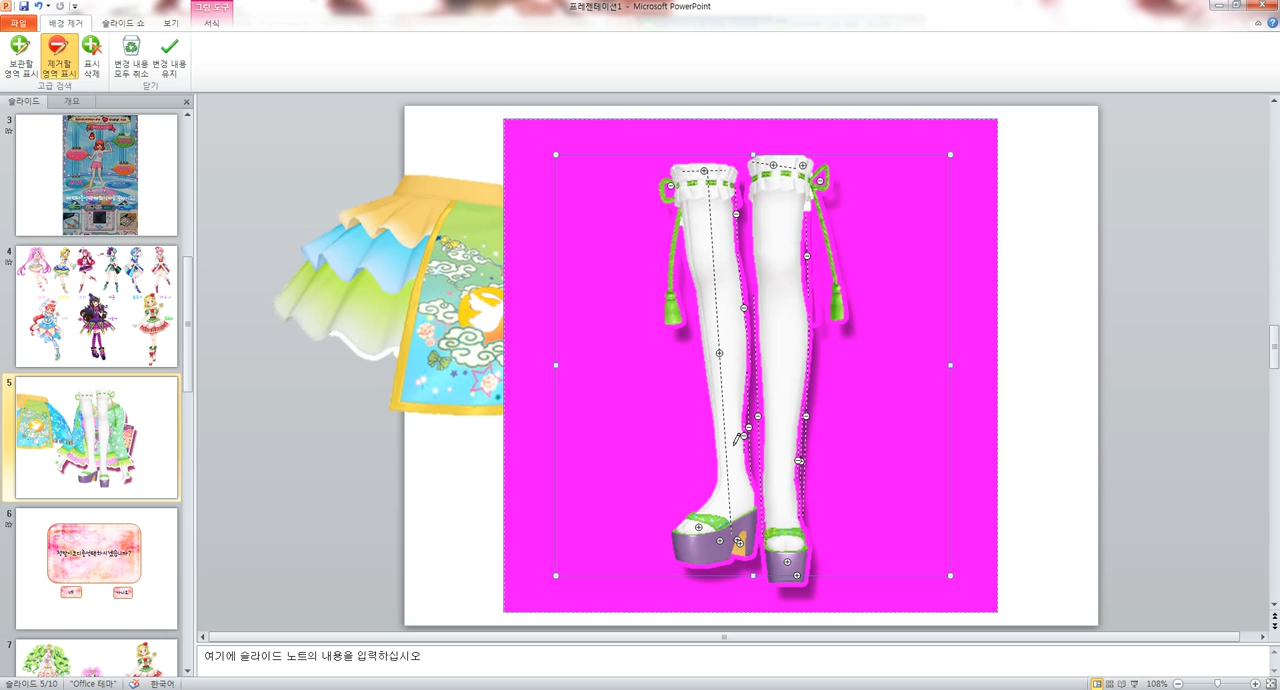 프레젠테이션1 - Microsoft PowerPoint
그림 도구
파일 배경 제거 슬라이드 쇼 보기 서식
보관할 영역 표시
제거할 영역 표시
표시 삭제
변경 내용 모두 취소
변경 내용 유지
고급 검색 닫기
슬라이드 개요
3
4
5
6
7
여기에 슬라이드 노트의 내용을 입력하십시오
슬라이드 5/10 "Office 테마" 한국어 108%